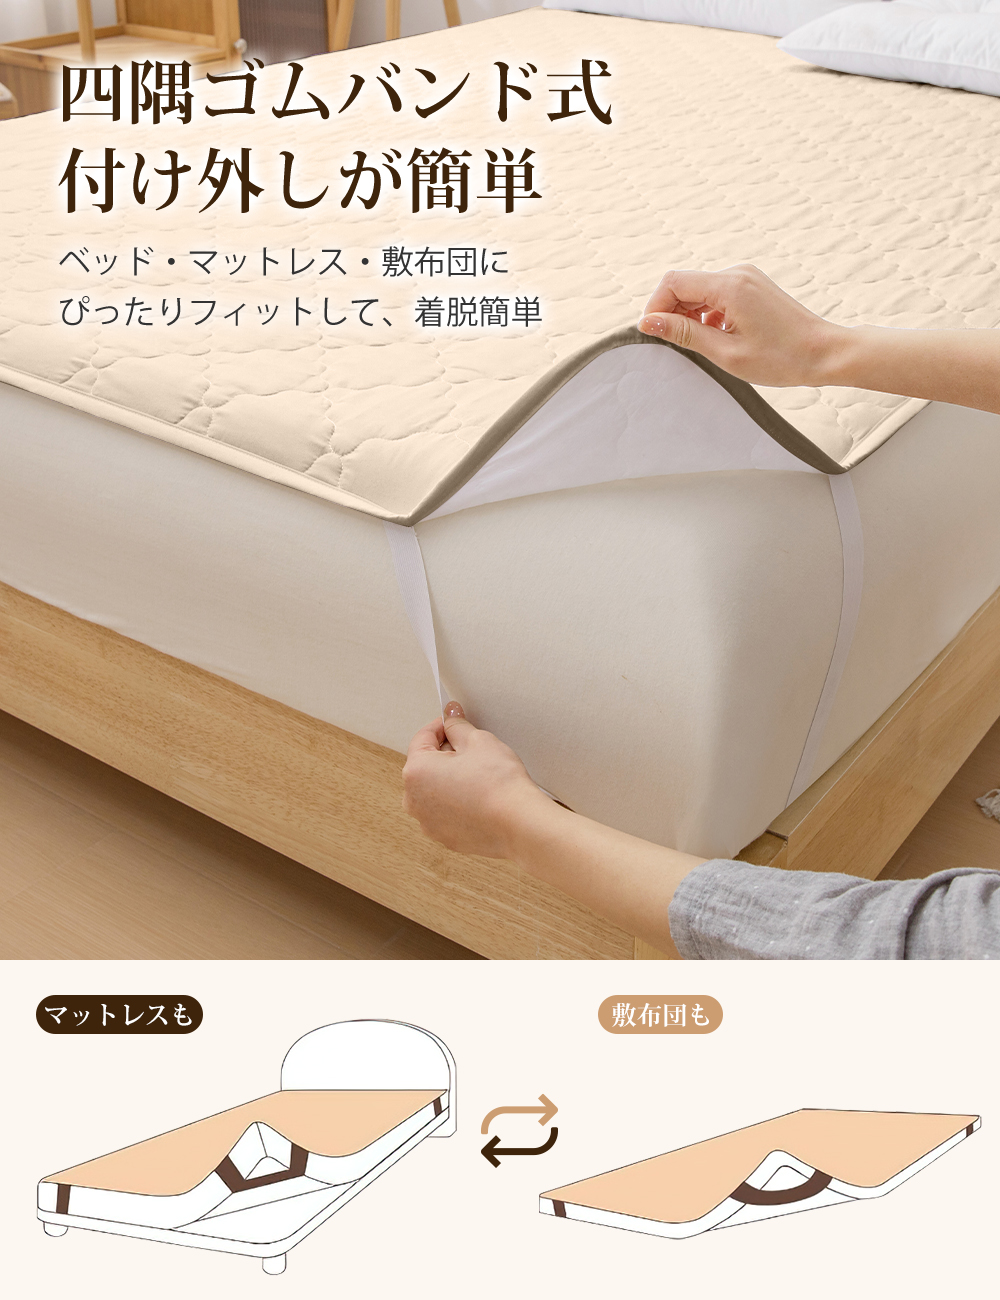 四隅ゴムバンド式
付け外しが簡単
ベッド・マットレス・敷布団に
ぴったりフィットして、着脱簡単
マットレスも
敷布団も